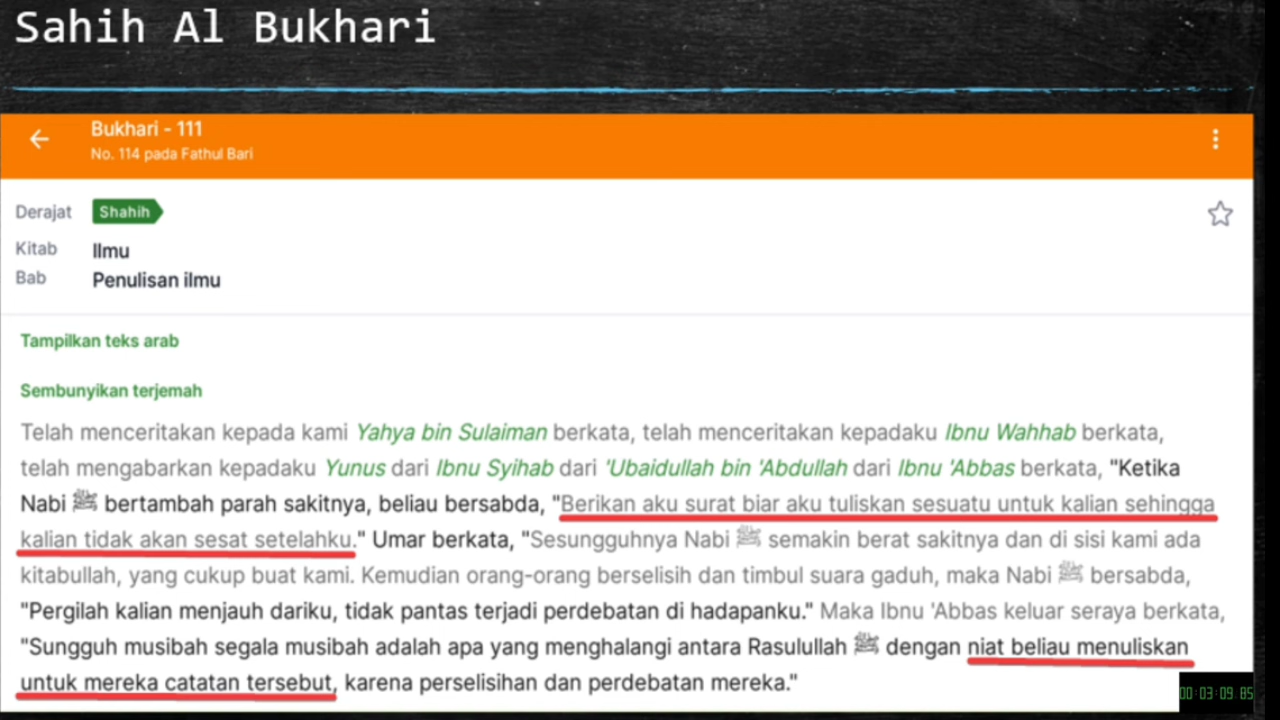 Sahih Al Bukhari
Bukhari - 111
No. 114 pada Fathul Bari
Derajat Shahih
Kitab Ilmu
Bab Penulisan ilmu
Tampilkan teks arab
Sembunyikan terjemah
Telah menceritakan kepada kami Yahya bin Sulaiman berkata, telah menceritakan kepadaku Ibnu Wahhab berkata,
telah mengabarkan kepadaku Yunus dari Ibnu Syihab dari 'Ubaidullah bin 'Abdullah dari Ibnu 'Abbas berkata, "Ketika
Nabi ﷺ bertambah parah sakitnya, beliau bersabda, "Berikan aku surat biar aku tuliskan sesuatu untuk kalian sehingga
kalian tidak akan sesat setelahku." Umar berkata, "Sesungguhnya Nabi ﷺ semakin berat sakitnya dan di sisi kami ada
kitabullah, yang cukup buat kami. Kemudian orang-orang berselisih dan timbul suara gaduh, maka Nabi ﷺ bersabda,
"Pergilah kalian menjauh dariku, tidak pantas terjadi perdebatan di hadapanku." Maka Ibnu 'Abbas keluar seraya berkata,
"Sungguh musibah segala musibah adalah apa yang menghalangi antara Rasulullah ﷺ dengan niat beliau menuliskan
untuk mereka catatan tersebut, karena perselisihan dan perdebatan mereka."
00:03:09.85